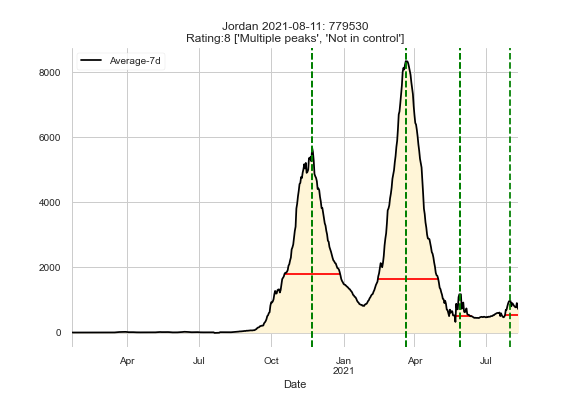 Jordan 2021-08-11: 779530
Rating:8 ['Multiple peaks', 'Not in control']
Average-7d
8000
6000
4000
2000
0
Apr
Jul
Oct
Jan
2021
Apr
Jul
Date